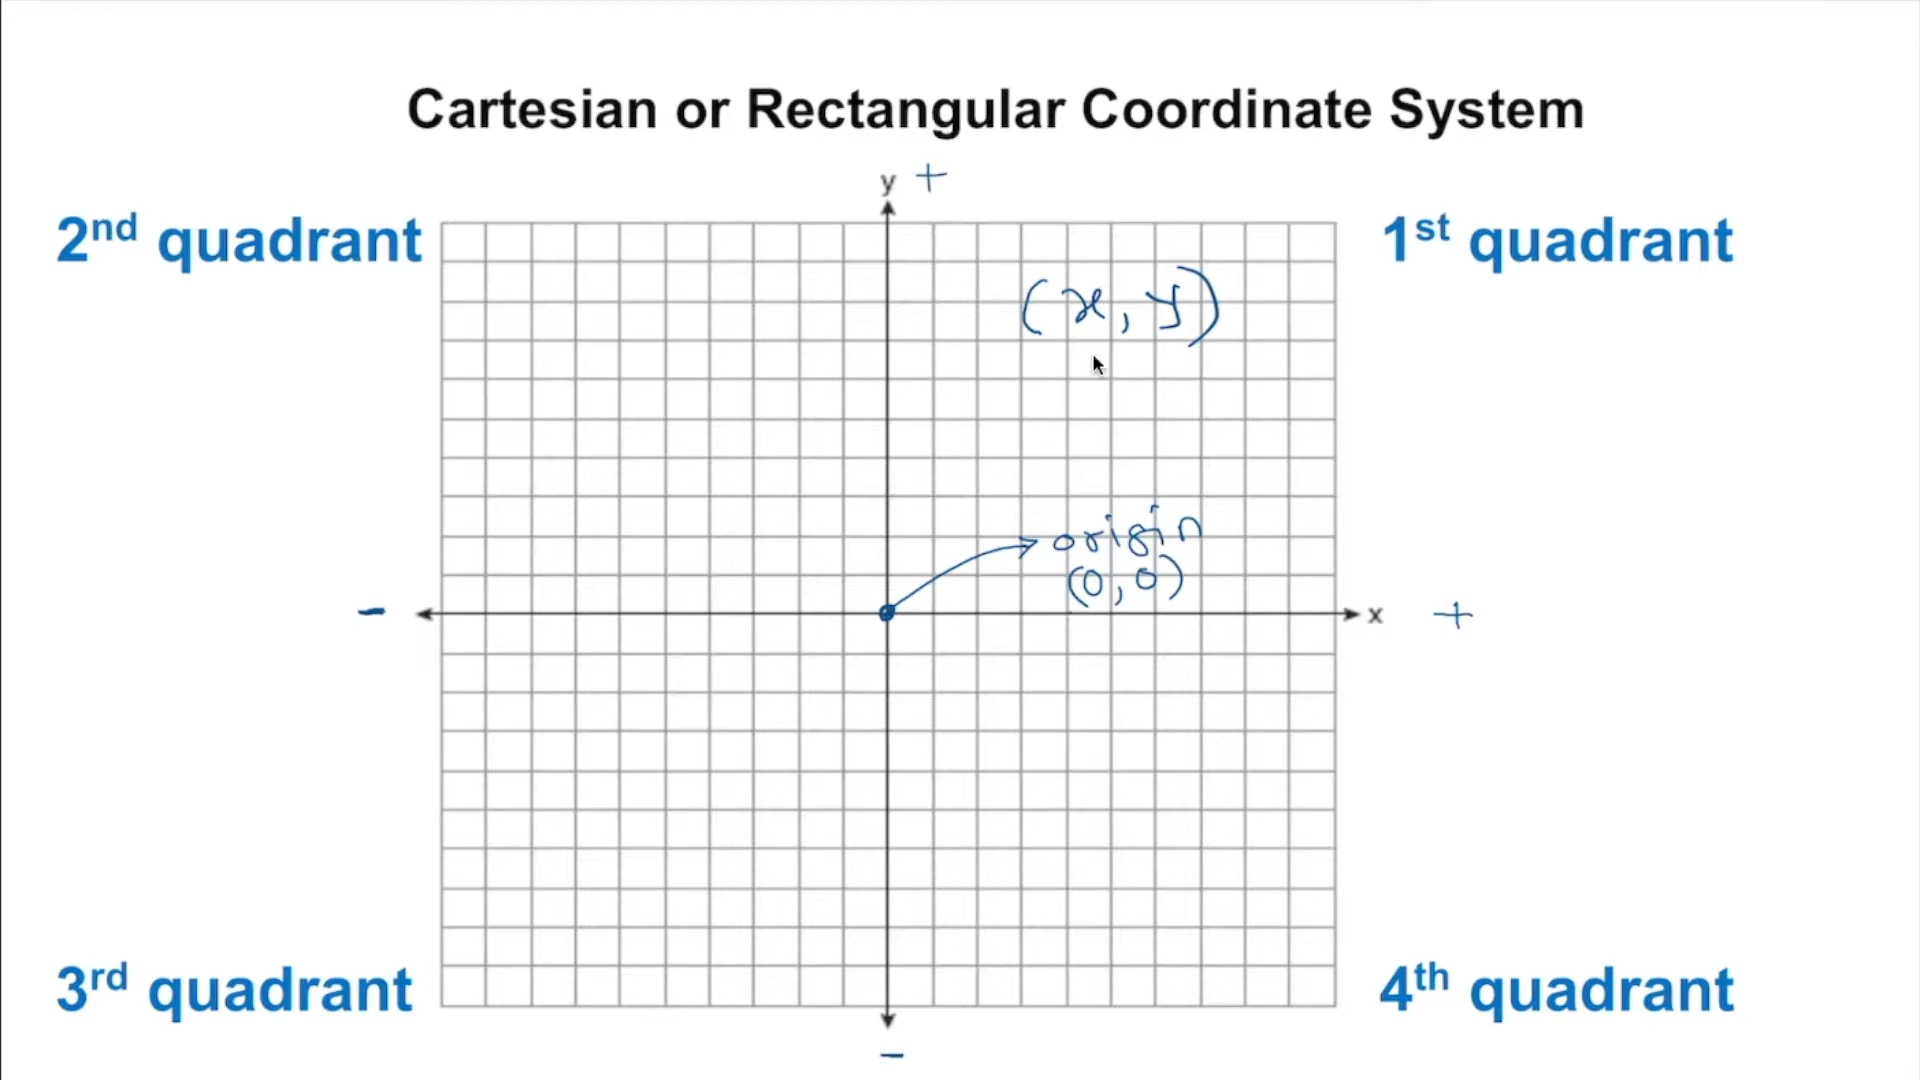 Cartesian or Rectangular Coordinate System
y +
2nd quadrant
1st quadrant
(x, y)
origin
(0, 0)
- x +
3rd quadrant
4th quadrant
-